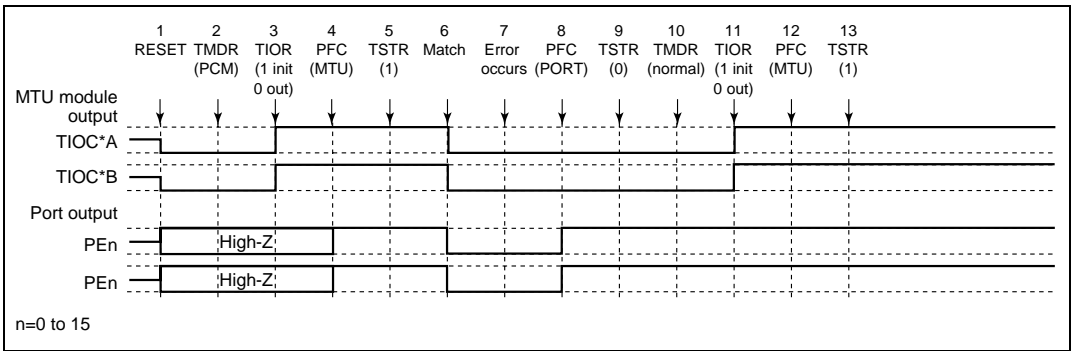 1 2 3 4 5 6 7 8 9 10 11 12 13
RESET TMDR TIOR PFC TSTR Match Error PFC TSTR TMDR TIOR PFC TSTR
(PCM) (1 init (MTU) (1) occurs (PORT) (0) (normal) (1 init (MTU) (1)
0 out) 0 out)
MTU module
output
TIOC*A
TIOC*B
Port output
PEn High-Z
PEn High-Z
n=0 to 15